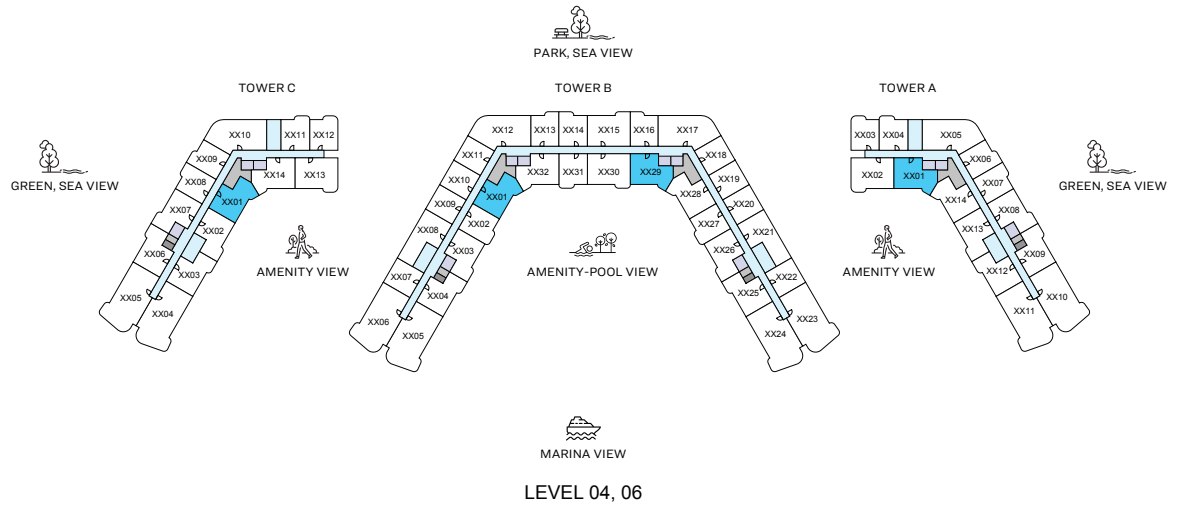 PARK, SEA VIEW
TOWER C
TOWER B
TOWER A
GREEN, SEA VIEW
XX10
XX11
XX12
XX09
XX08
XX14
XX13
XX01
XX07
XX02
XX06
XX03
XX05
XX04
AMENITY VIEW
XX12
XX13
XX14
XX15
XX16
XX17
XX11
XX32
XX31
XX30
XX29
XX18
XX10
XX01
XX28
XX19
XX09
XX02
XX27
XX20
XX08
XX03
XX26
XX21
XX07
XX04
XX25
XX22
XX06
XX05
XX24
XX23
AMENITY-POOL VIEW
XX03
XX04
XX05
XX02
XX01
XX06
XX14
XX07
XX13
XX08
XX12
XX09
XX11
XX10
AMENITY VIEW
GREEN, SEA VIEW
MARINA VIEW
LEVEL 04, 06